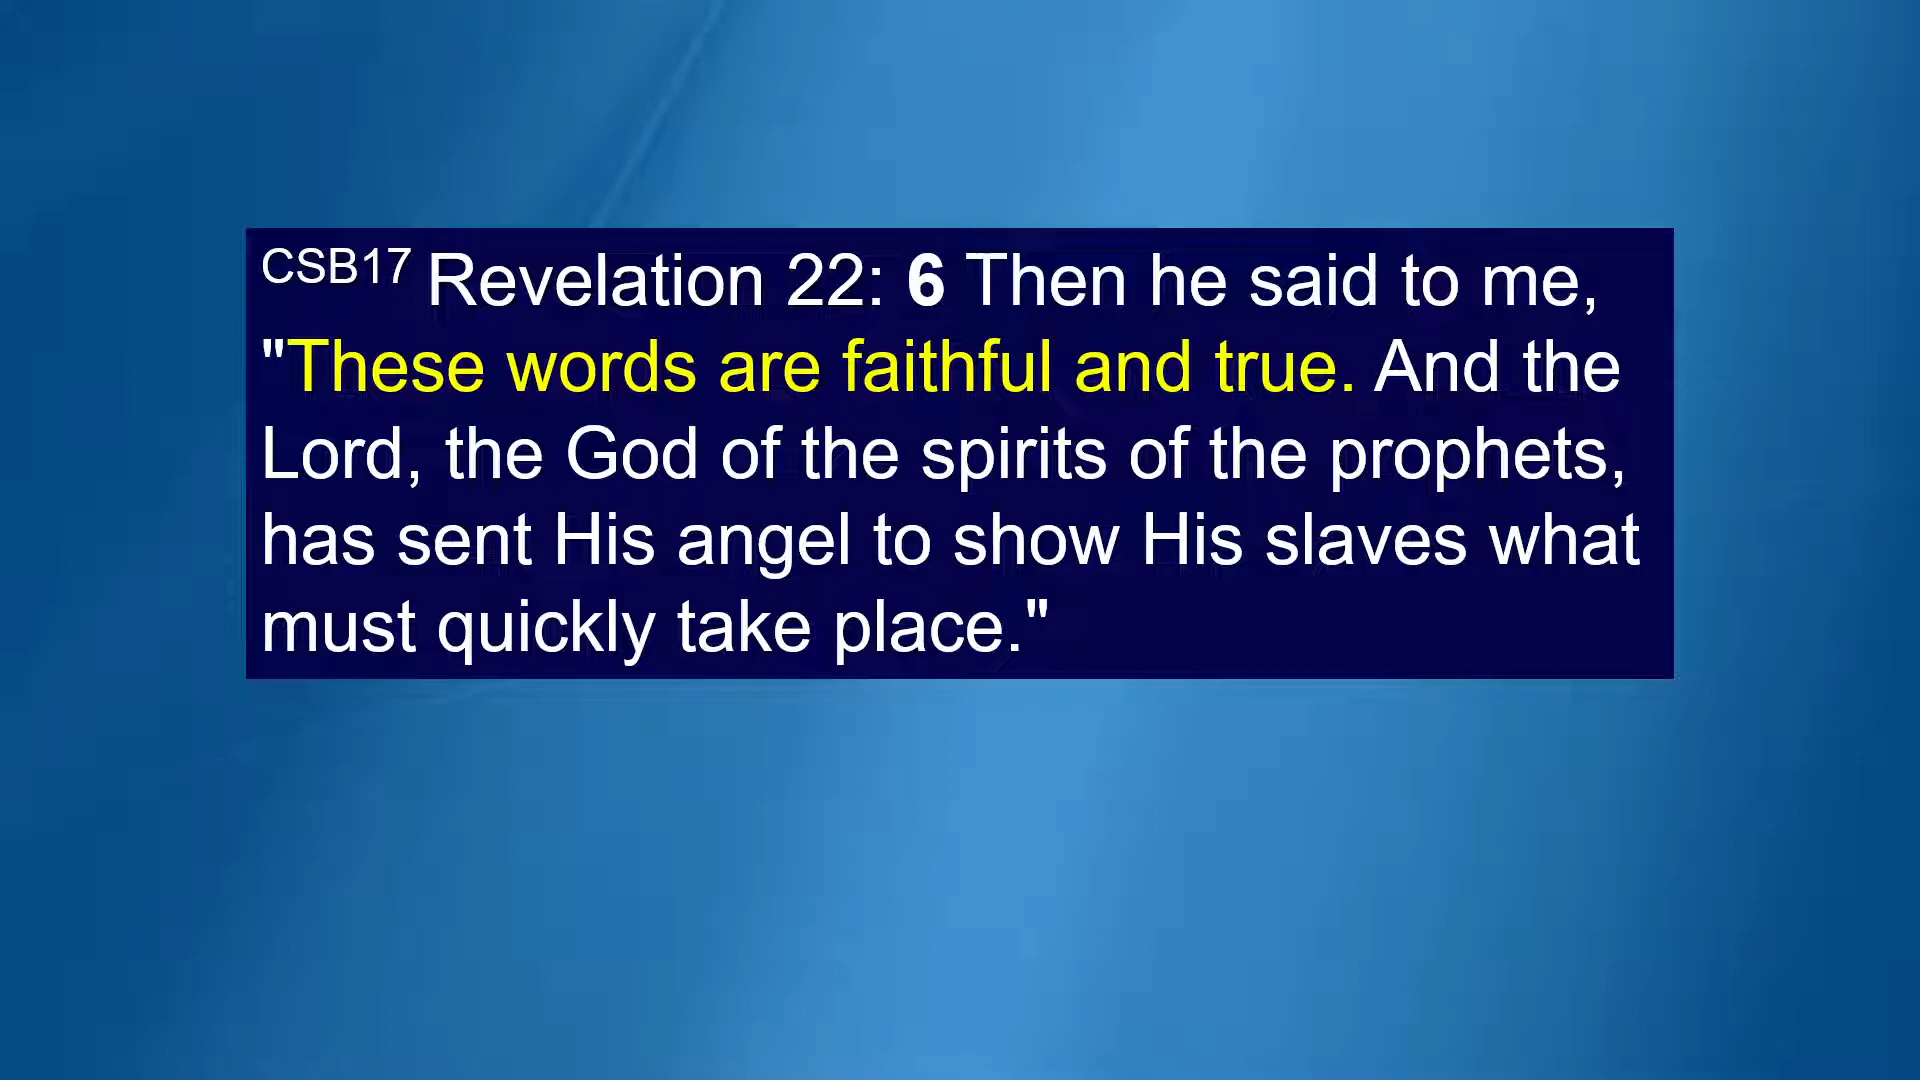 CSB17 Revelation 22: 6 Then he said to me,
"These words are faithful and true. And the
Lord, the God of the spirits of the prophets,
has sent His angel to show His slaves what
must quickly take place."